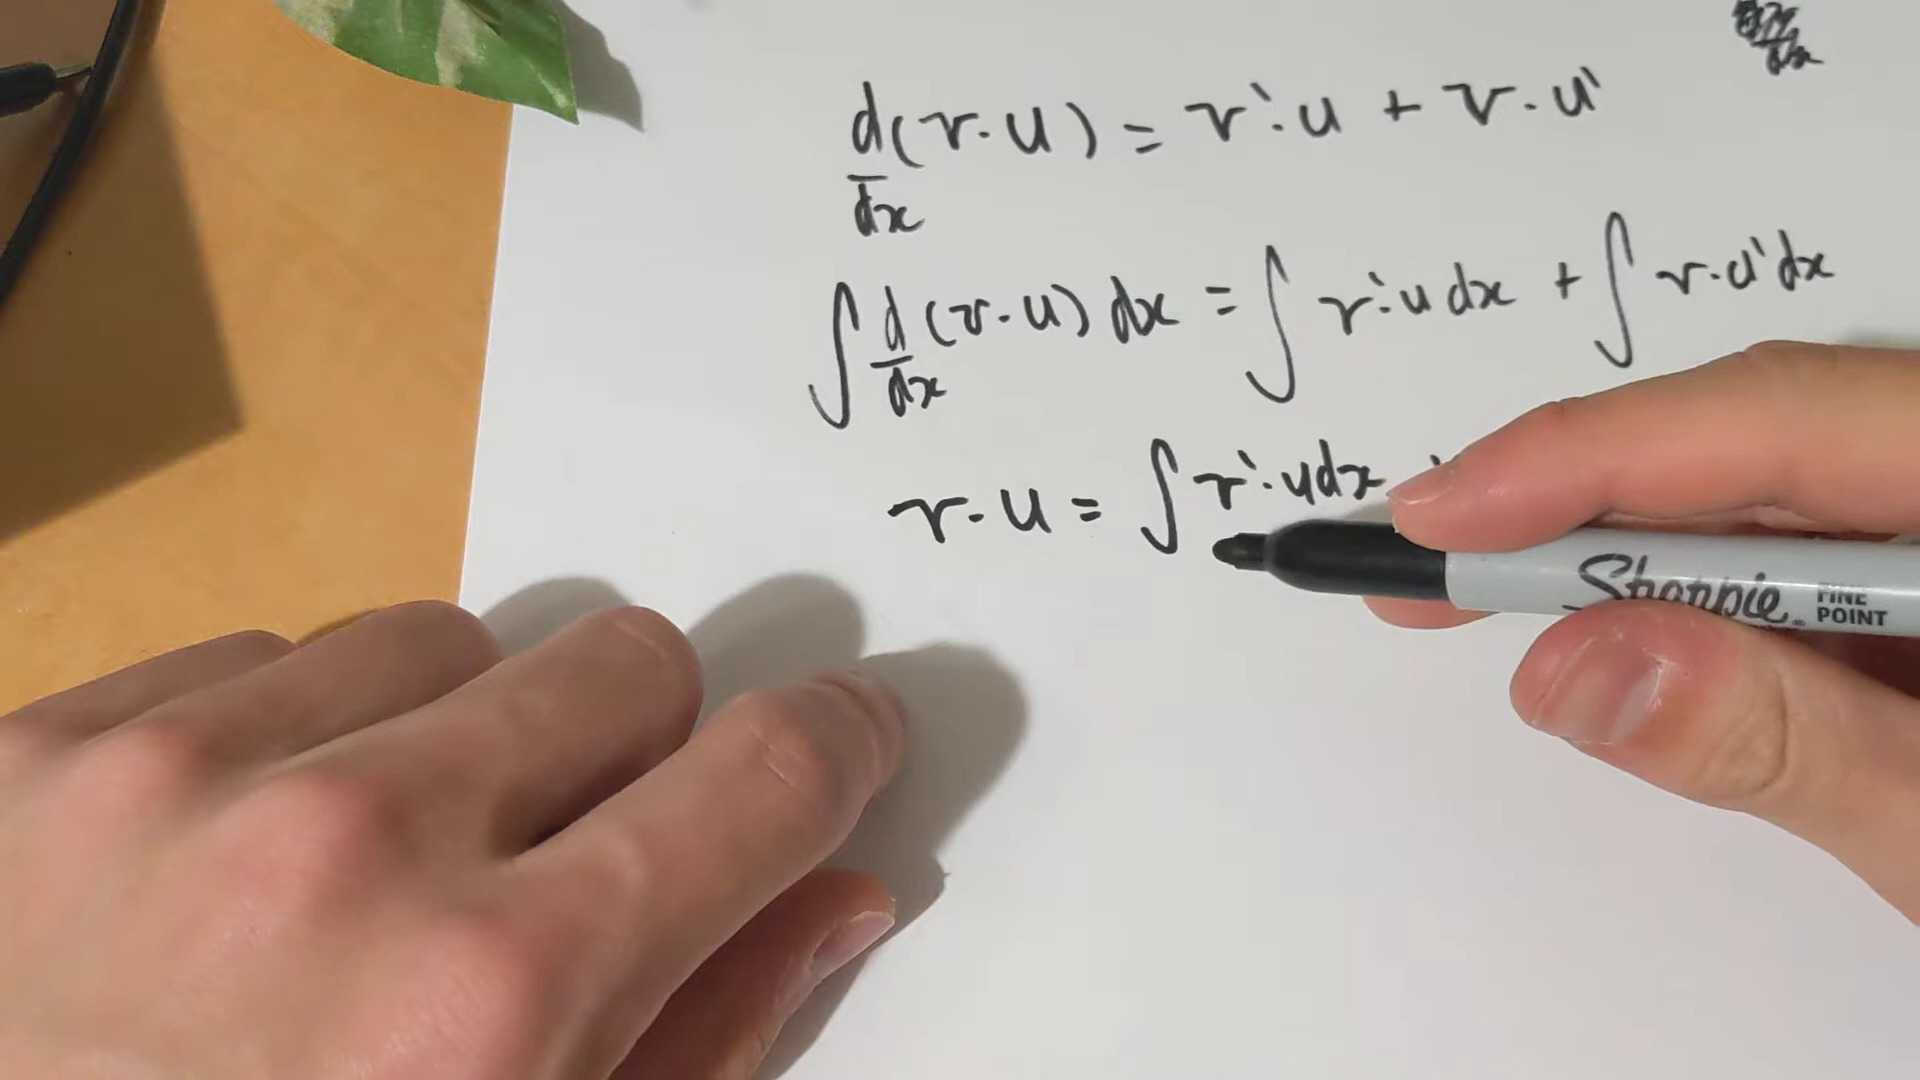 d/dx (v·u) = v'·u + v·u'
∫ d/dx (v·u) dx = ∫ v'·u dx + ∫ v·u' dx
v·u = ∫ v'·u dx
Sharpie. FINE POINT